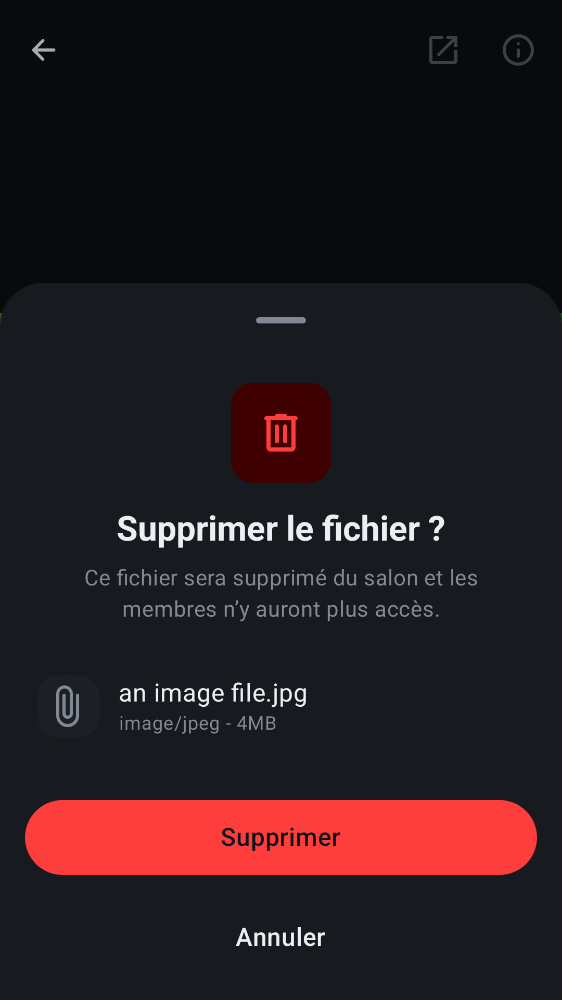 Supprimer le fichier ?
Ce fichier sera supprimé du salon et les
membres n’y auront plus accès.
an image file.jpg
image/jpeg - 4MB
Supprimer
Annuler